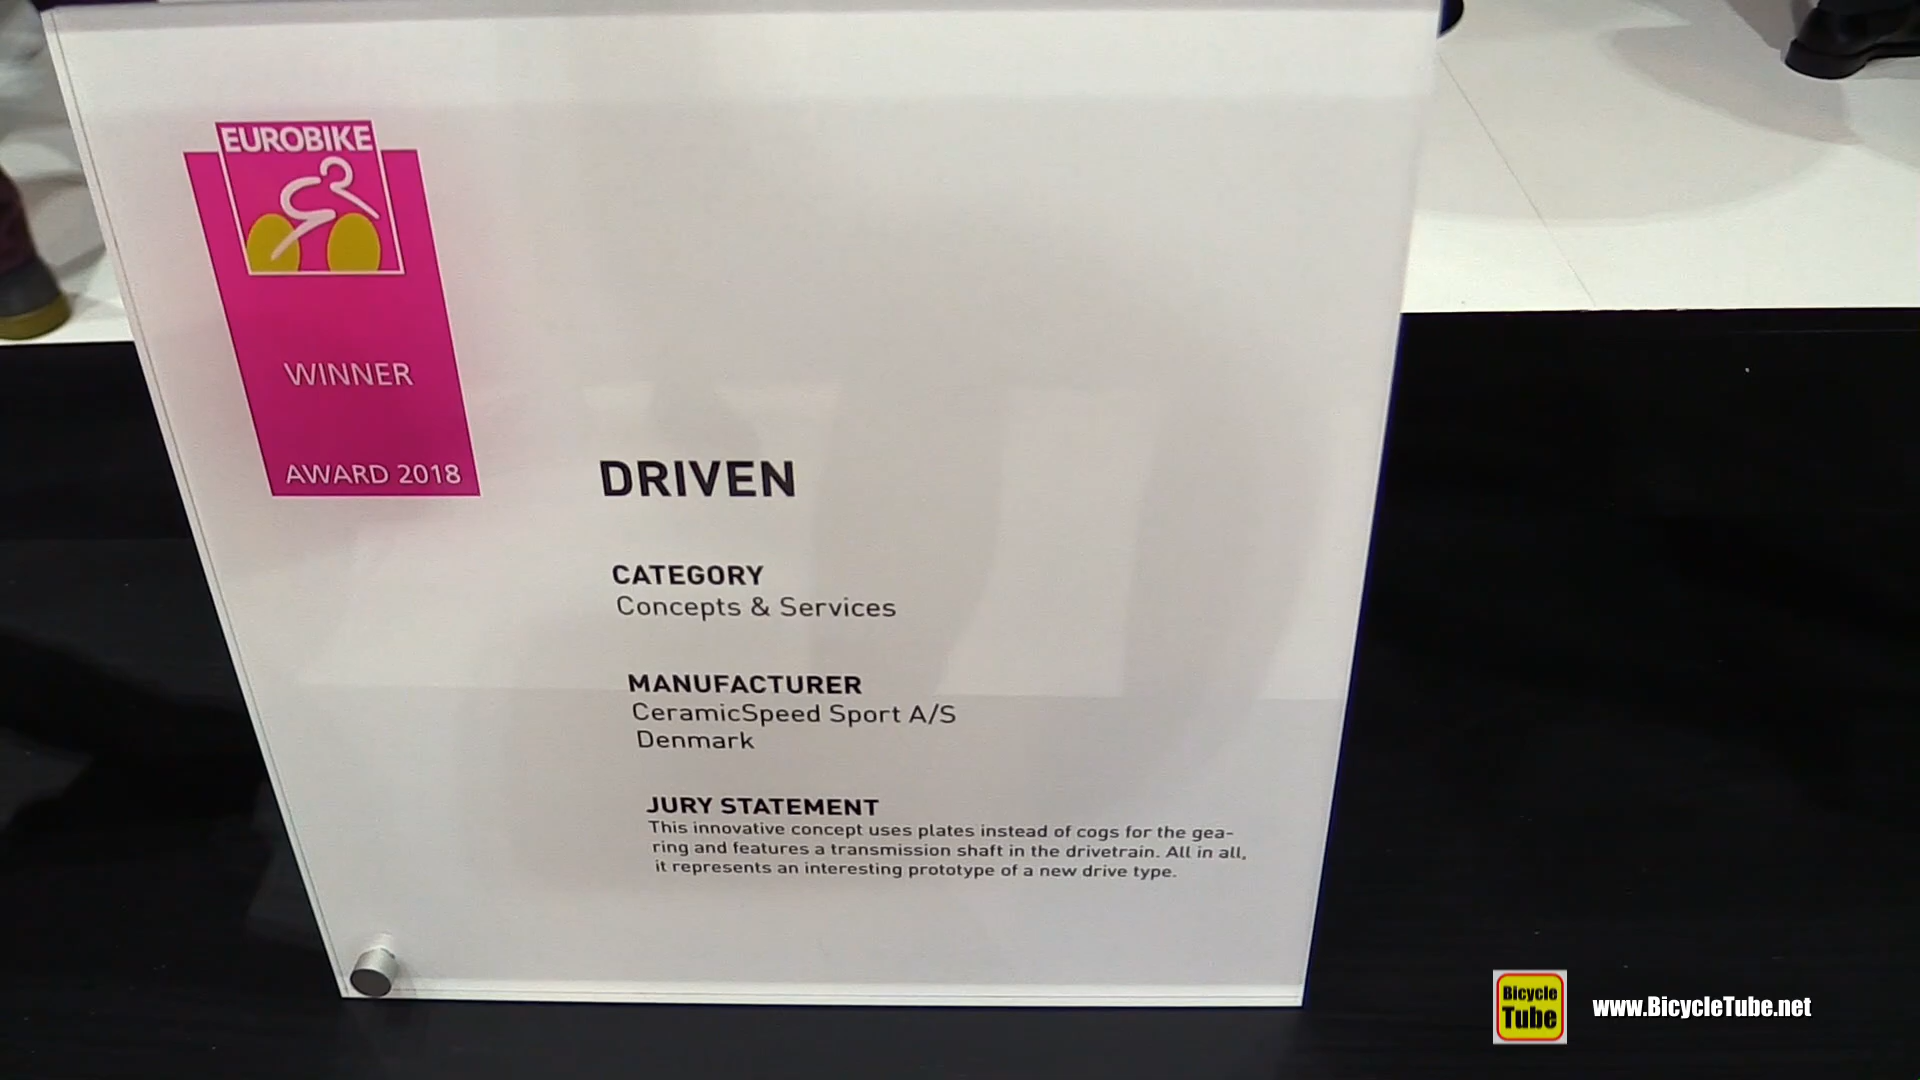 EUROBIKE
WINNER
AWARD 2018
DRIVEN
CATEGORY
Concepts & Services
MANUFACTURER
CeramicSpeed Sport A/S
Denmark
JURY STATEMENT
This innovative concept uses plates instead of cogs for the gea-
ring and features a transmission shaft in the drivetrain. All in all,
it represents an interesting prototype of a new drive type.
Bicycle
Tube
www.BicycleTube.net